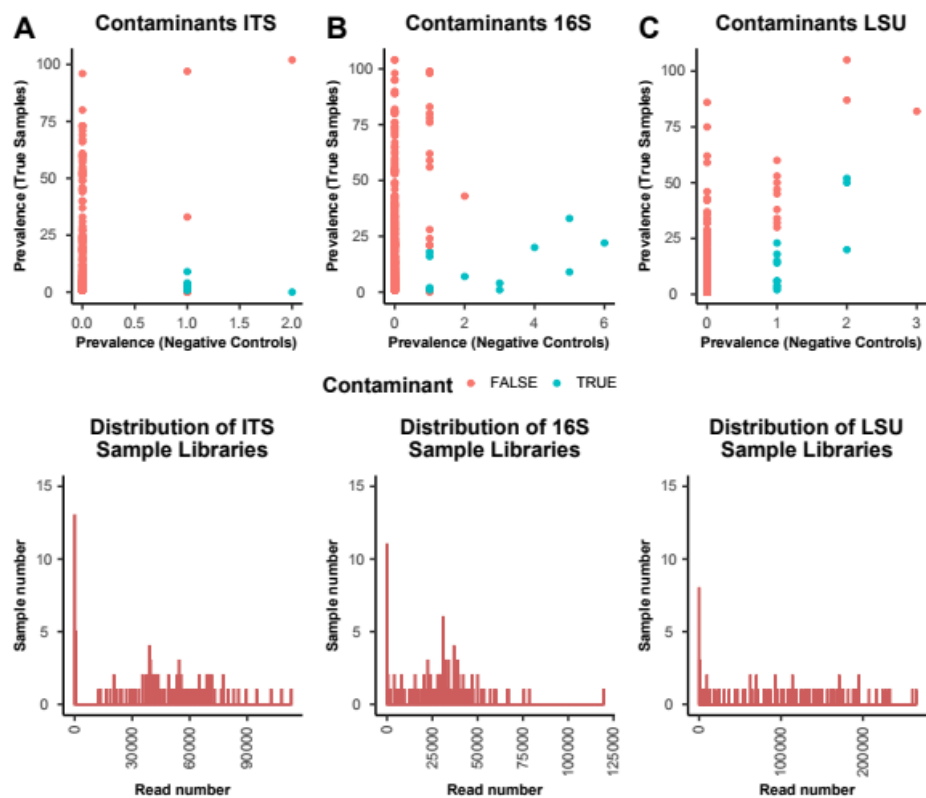 A Contaminants ITS
B Contaminants 16S
C Contaminants LSU
Prevalence (True Samples)
100
75
50
25
0
0.0 0.5 1.0 1.5 2.0
Prevalence (Negative Controls)
Prevalence (True Samples)
100
75
50
25
0
0 2 4 6
Prevalence (Negative Controls)
Prevalence (True Samples)
100
75
50
25
0
0 1 2 3
Prevalence (Negative Controls)
Contaminant FALSE TRUE
Distribution of ITS
Sample Libraries
Sample number
15
10
5
0
0 30000 60000 90000
Read number
Distribution of 16S
Sample Libraries
Sample number
15
10
5
0
0 25000 50000 75000 100000 125000
Read number
Distribution of LSU
Sample Libraries
Sample number
15
10
5
0
0 100000 200000
Read number